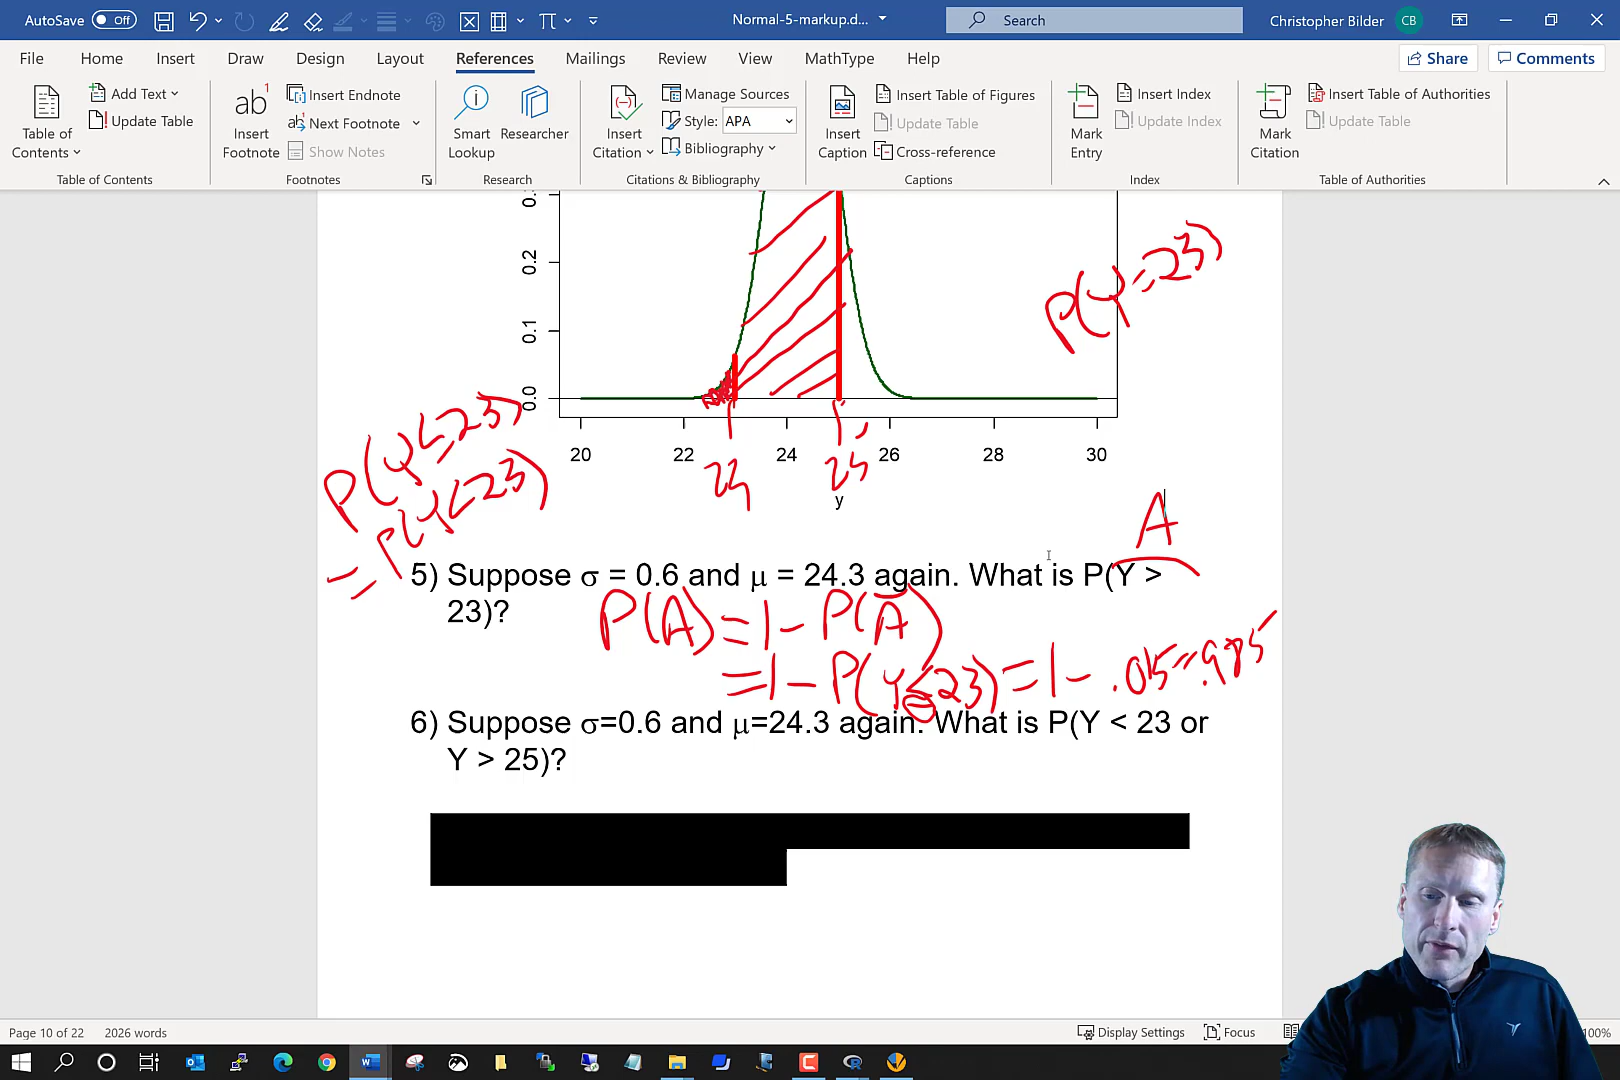 AutoSave Off Normal-5-markup.d... Search Christopher Bilder CB
File Home Insert Draw Design Layout References Mailings Review View MathType Help Share Comments
Table of Contents
Add Text
Update Table
Table of Contents
ab 1 Insert Footnote
Insert Endnote
ab Next Footnote
Show Notes
Footnotes
Smart Lookup
Researcher
Research
Insert Citation
Manage Sources
Style: APA
Bibliography
Citations & Bibliography
Insert Caption
Insert Table of Figures
Update Table
Cross-reference
Captions
Mark Entry
Insert Index
Update Index
Index
Mark Citation
Insert Table of Authorities
Update Table
Table of Authorities
0.2
0.1
0.0
P(Y=23)
20 22 24 26 28 30
23 25
y
P(Y≤23)
=P(Y<23)
A
5) Suppose σ = 0.6 and μ = 24.3 again. What is P(Y >
23)?
P(A) = 1 - P(Ā)
= 1 - P(Y≤23) = 1 - .015 = .985
6) Suppose σ=0.6 and μ=24.3 again. What is P(Y < 23 or
Y > 25)?
Page 10 of 22 2026 words Display Settings Focus 100%